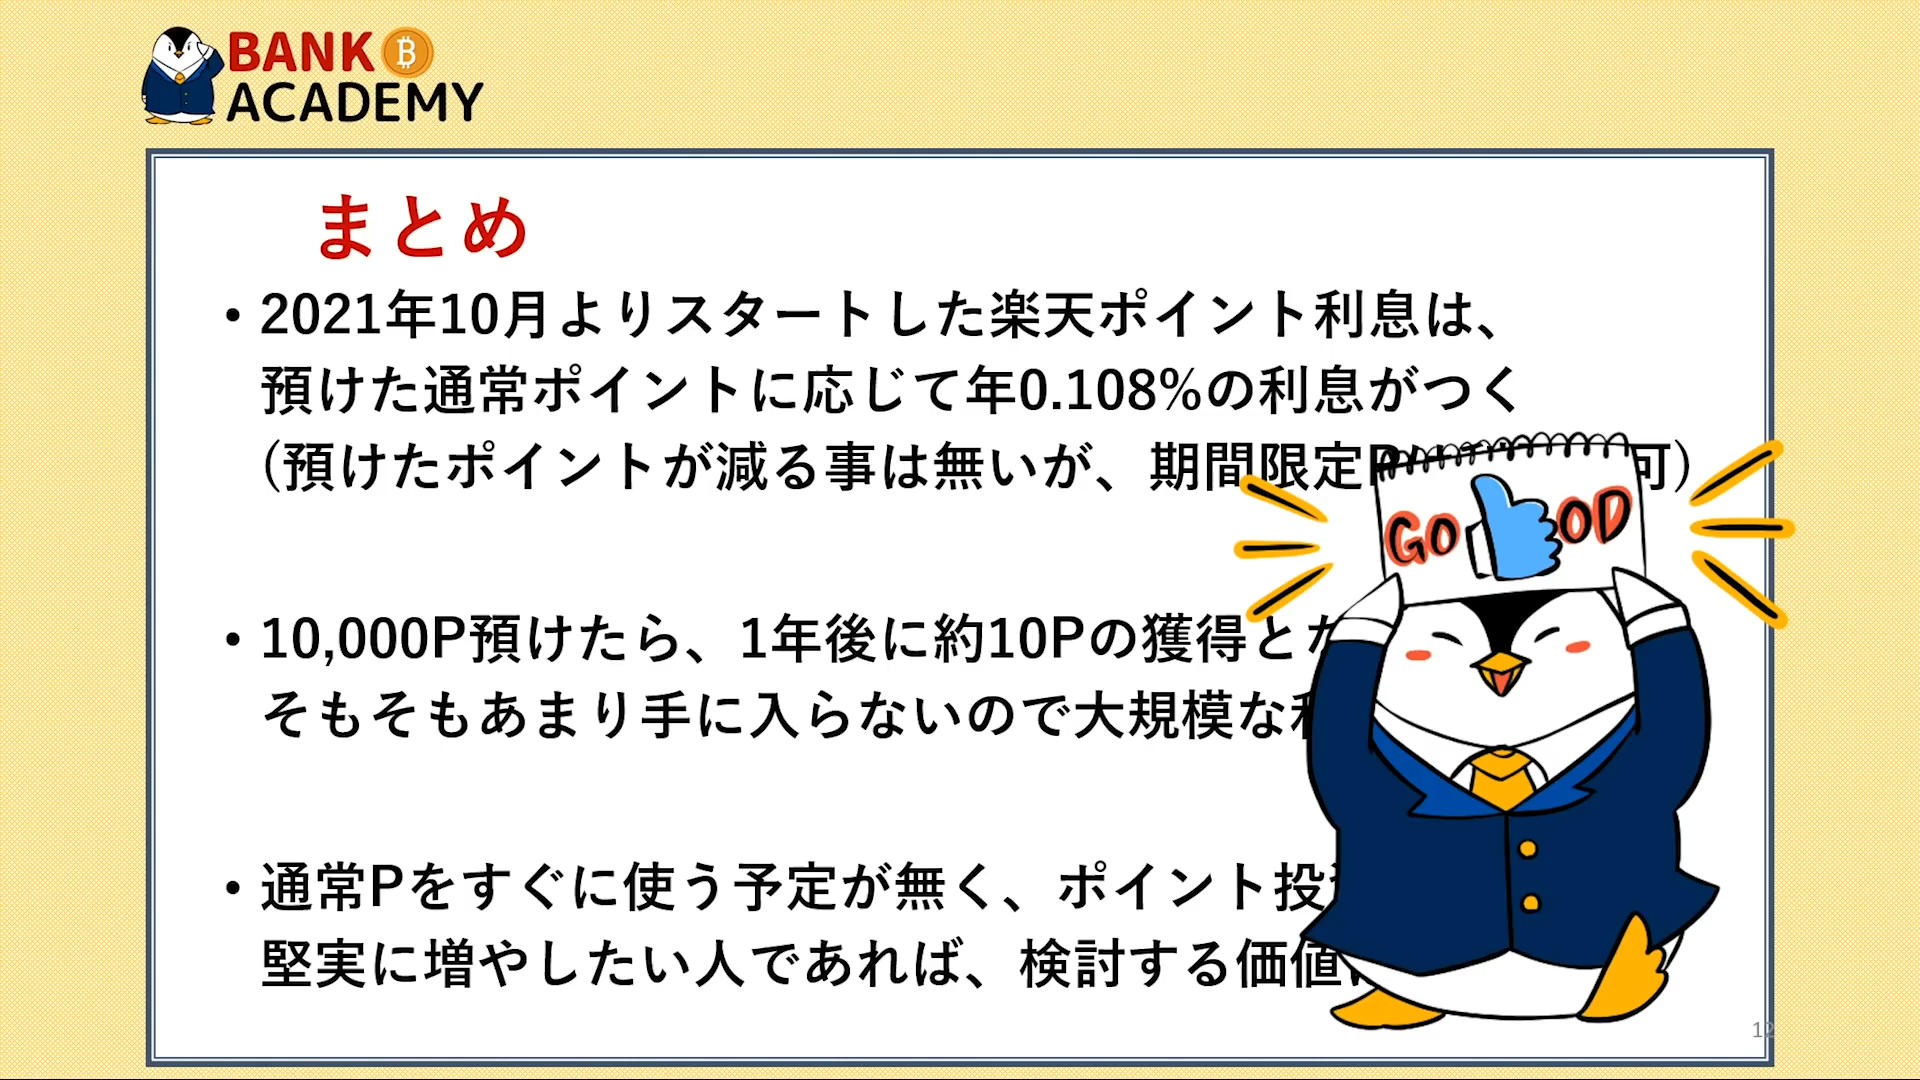 BANK
ACADEMY
まとめ
・2021年10月よりスタートした楽天ポイント利息は、
預けた通常ポイントに応じて年0.108%の利息がつく
(預けたポイントが減る事は無いが、期間限定P 可)
GOOD
・10,000P預けたら、1年後に約10Pの獲得と
そもそもあまり手に入らないので大規模な
・通常Pをすぐに使う予定が無く、ポイント投
堅実に増やしたい人であれば、検討する価値
12